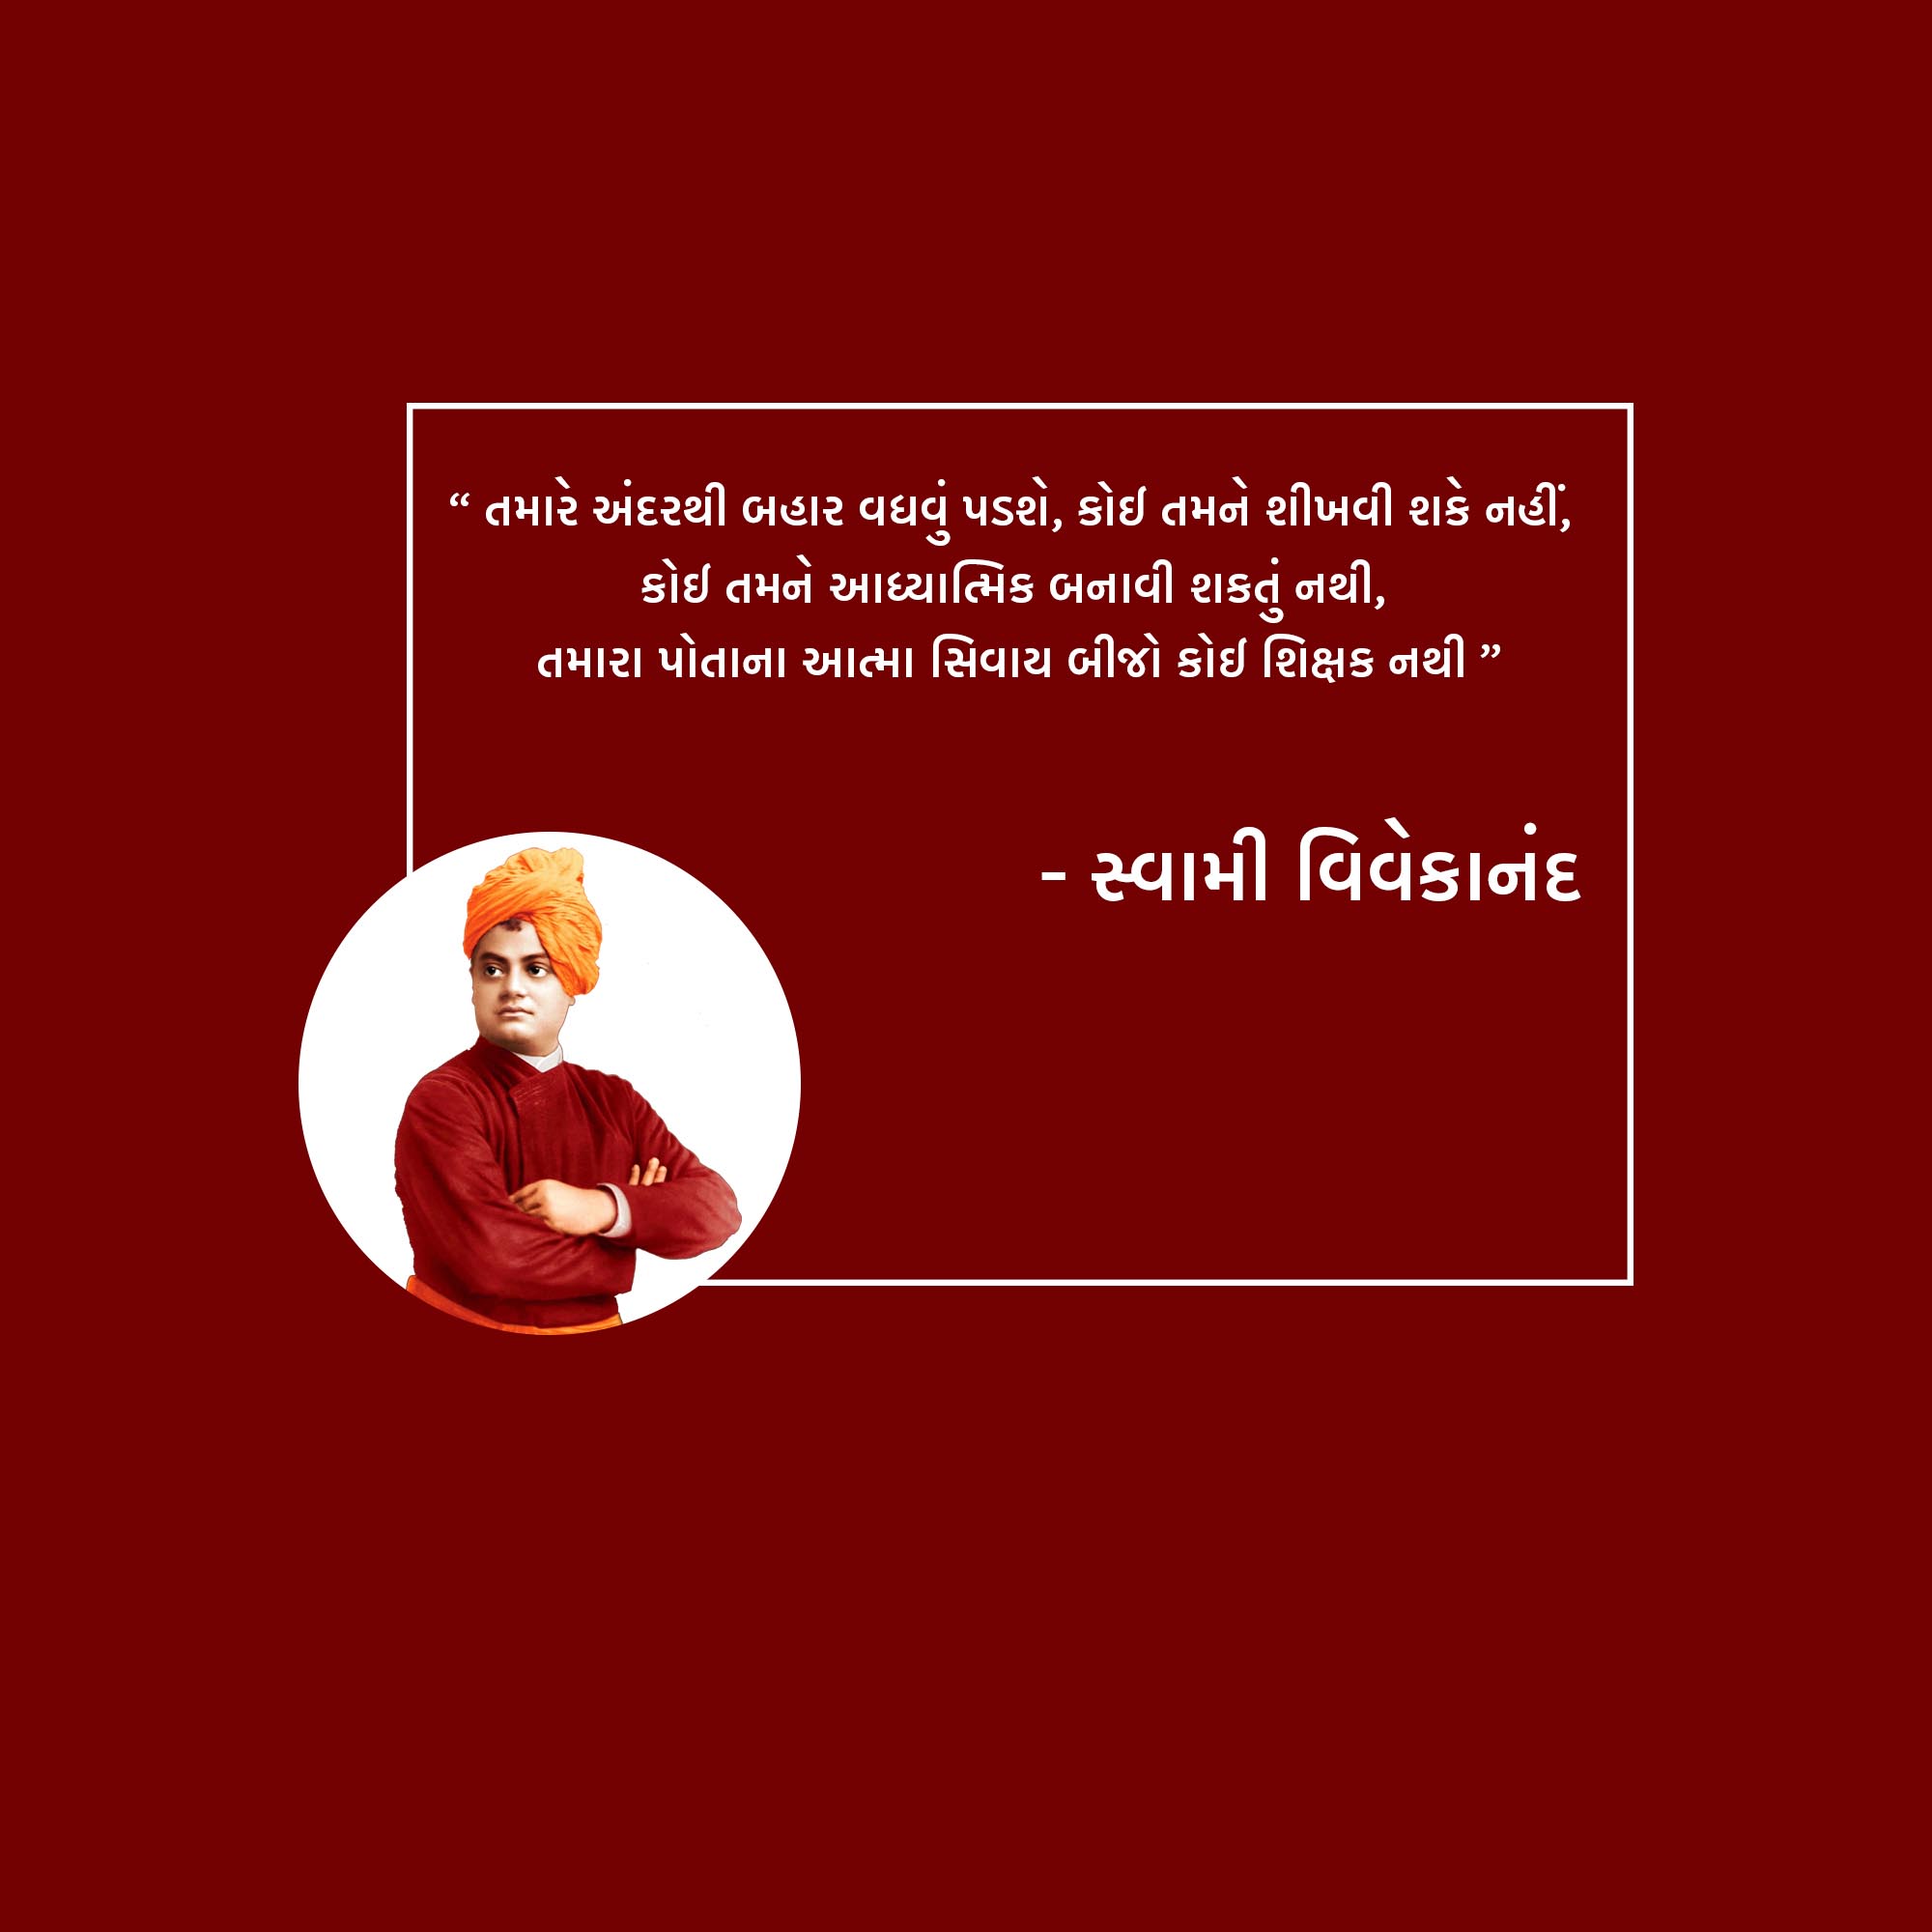 “ તમારે અંદરથી બહાર વધવું પડશે, કોઈ તમને શીખવી શકે નહીં,
કોઈ તમને આધ્યાત્મિક બનાવી શકતું નથી,
તમારા પોતાના આત્મા સિવાય બીજો કોઈ શિક્ષક નથી ”
- સ્વામી વિવેકાનંદ